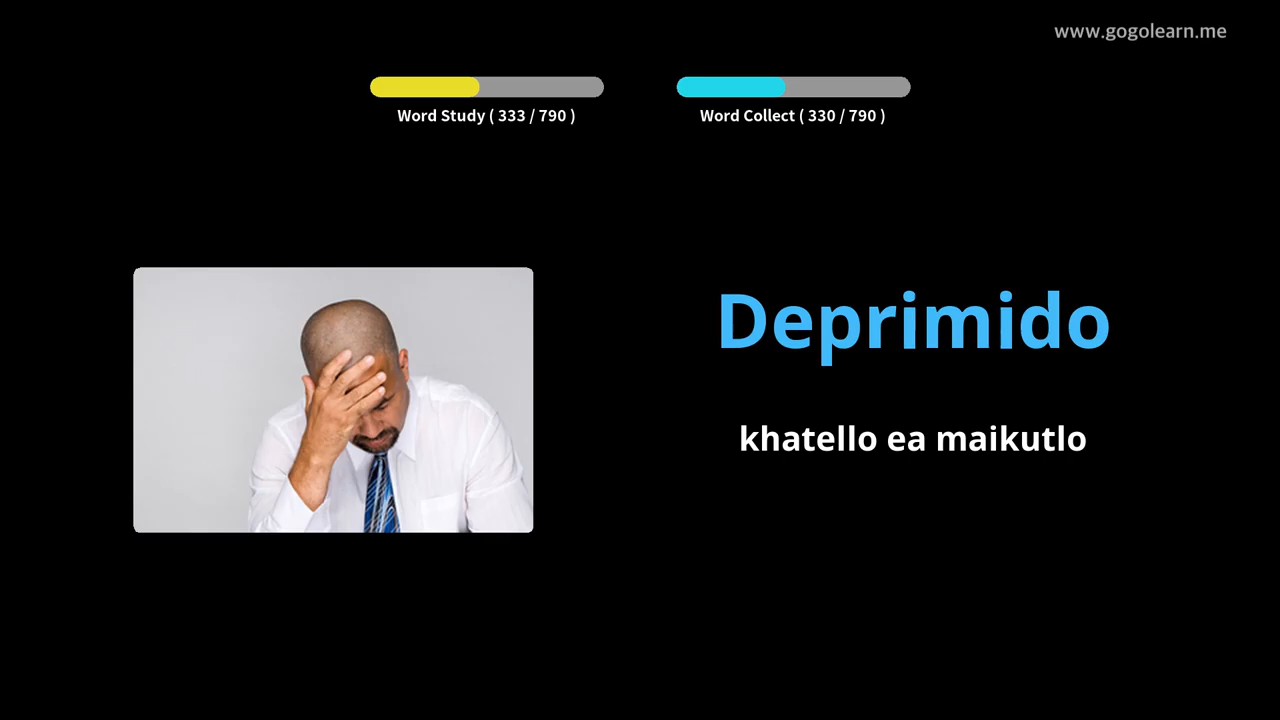 www.gogolearn.me
Word Study ( 333 / 790 )
Word Collect ( 330 / 790 )
Deprimido
khatello ea maikutlo